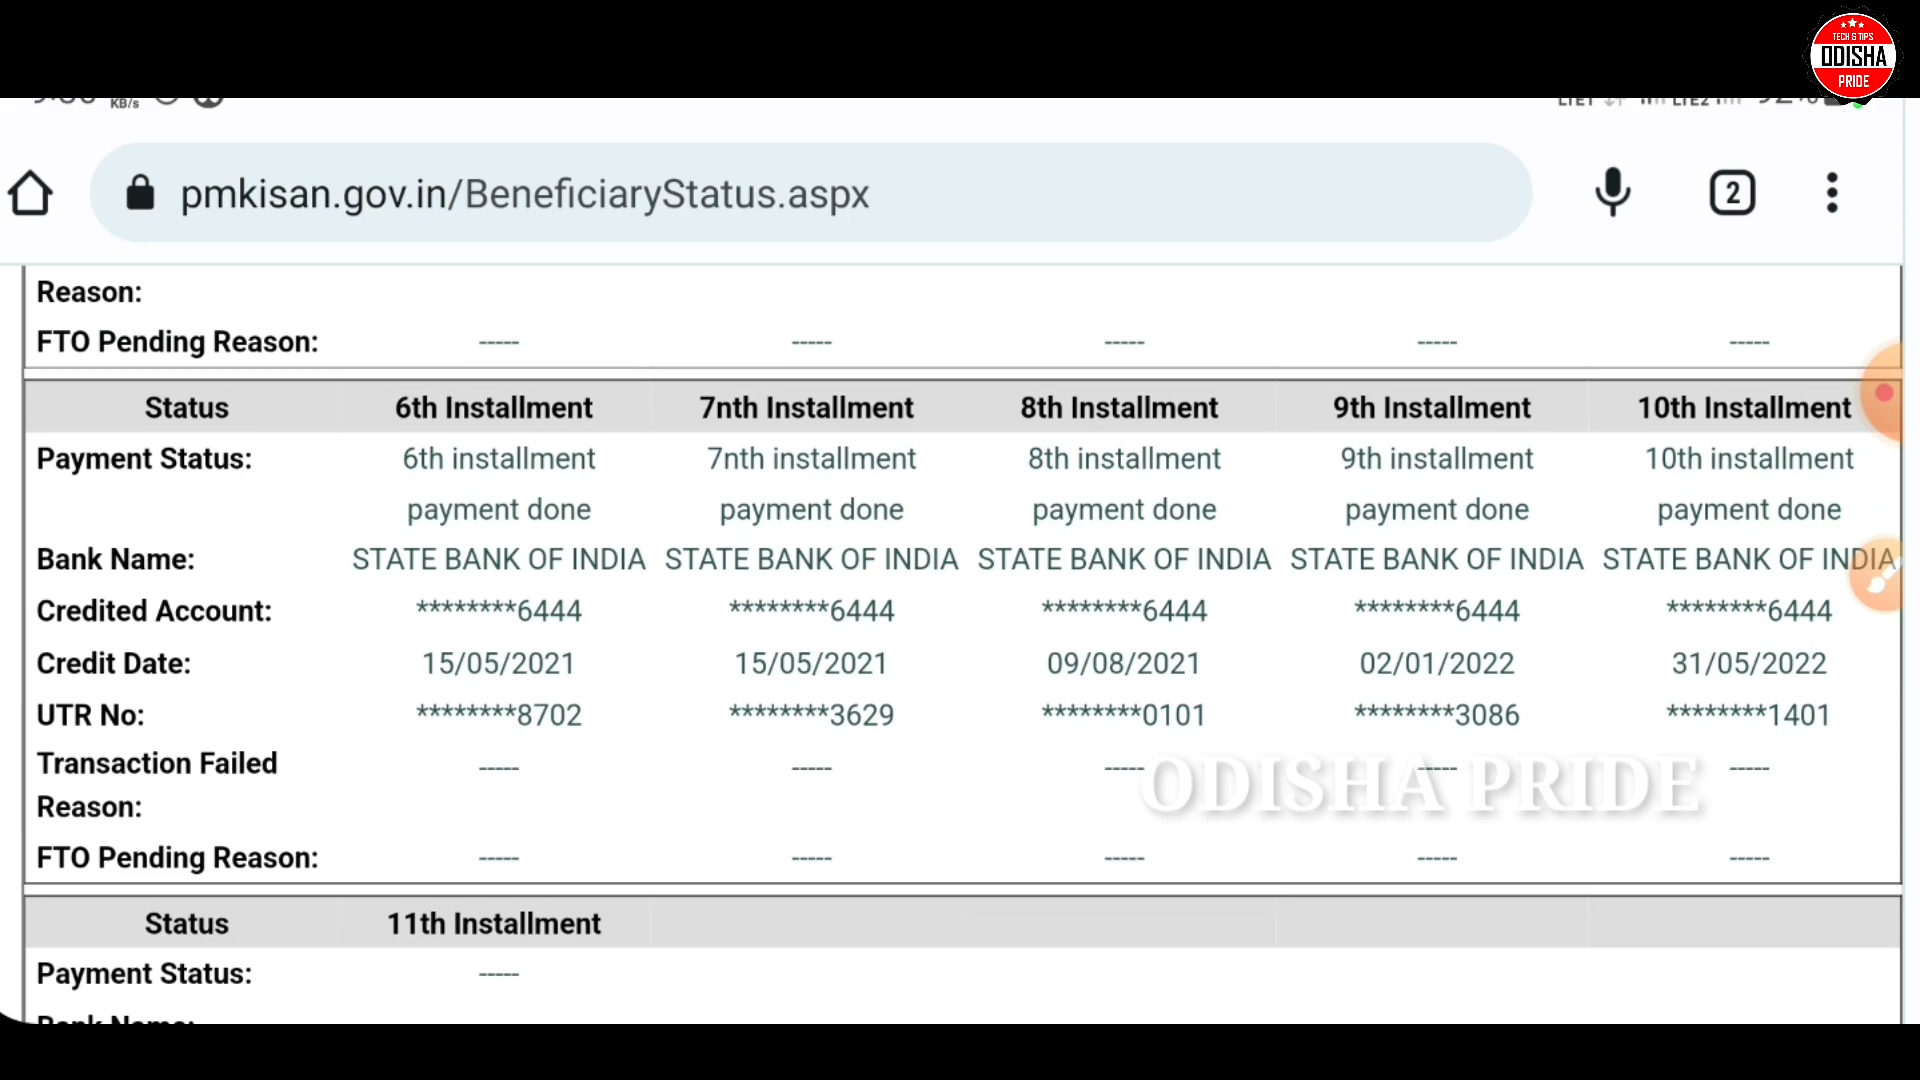 TECH & TIPS
ODISHA
PRIDE
KB/s
pmkisan.gov.in/BeneficiaryStatus.aspx
2
Reason:
FTO Pending Reason: ----- ----- ----- ----- -----
Status 6th Installment 7nth Installment 8th Installment 9th Installment 10th Installment
Payment Status: 6th installment 7nth installment 8th installment 9th installment 10th installment
payment done payment done payment done payment done payment done
Bank Name: STATE BANK OF INDIA STATE BANK OF INDIA STATE BANK OF INDIA STATE BANK OF INDIA STATE BANK OF INDIA
Credited Account: ********6444 ********6444 ********6444 ********6444 ********6444
Credit Date: 15/05/2021 15/05/2021 09/08/2021 02/01/2022 31/05/2022
UTR No: ********8702 ********3629 ********0101 ********3086 ********1401
Transaction Failed ----- ----- ----- ----- -----
Reason:
ODISHA PRIDE
FTO Pending Reason: ----- ----- ----- ----- -----
Status 11th Installment
Payment Status: -----
Bank Name: